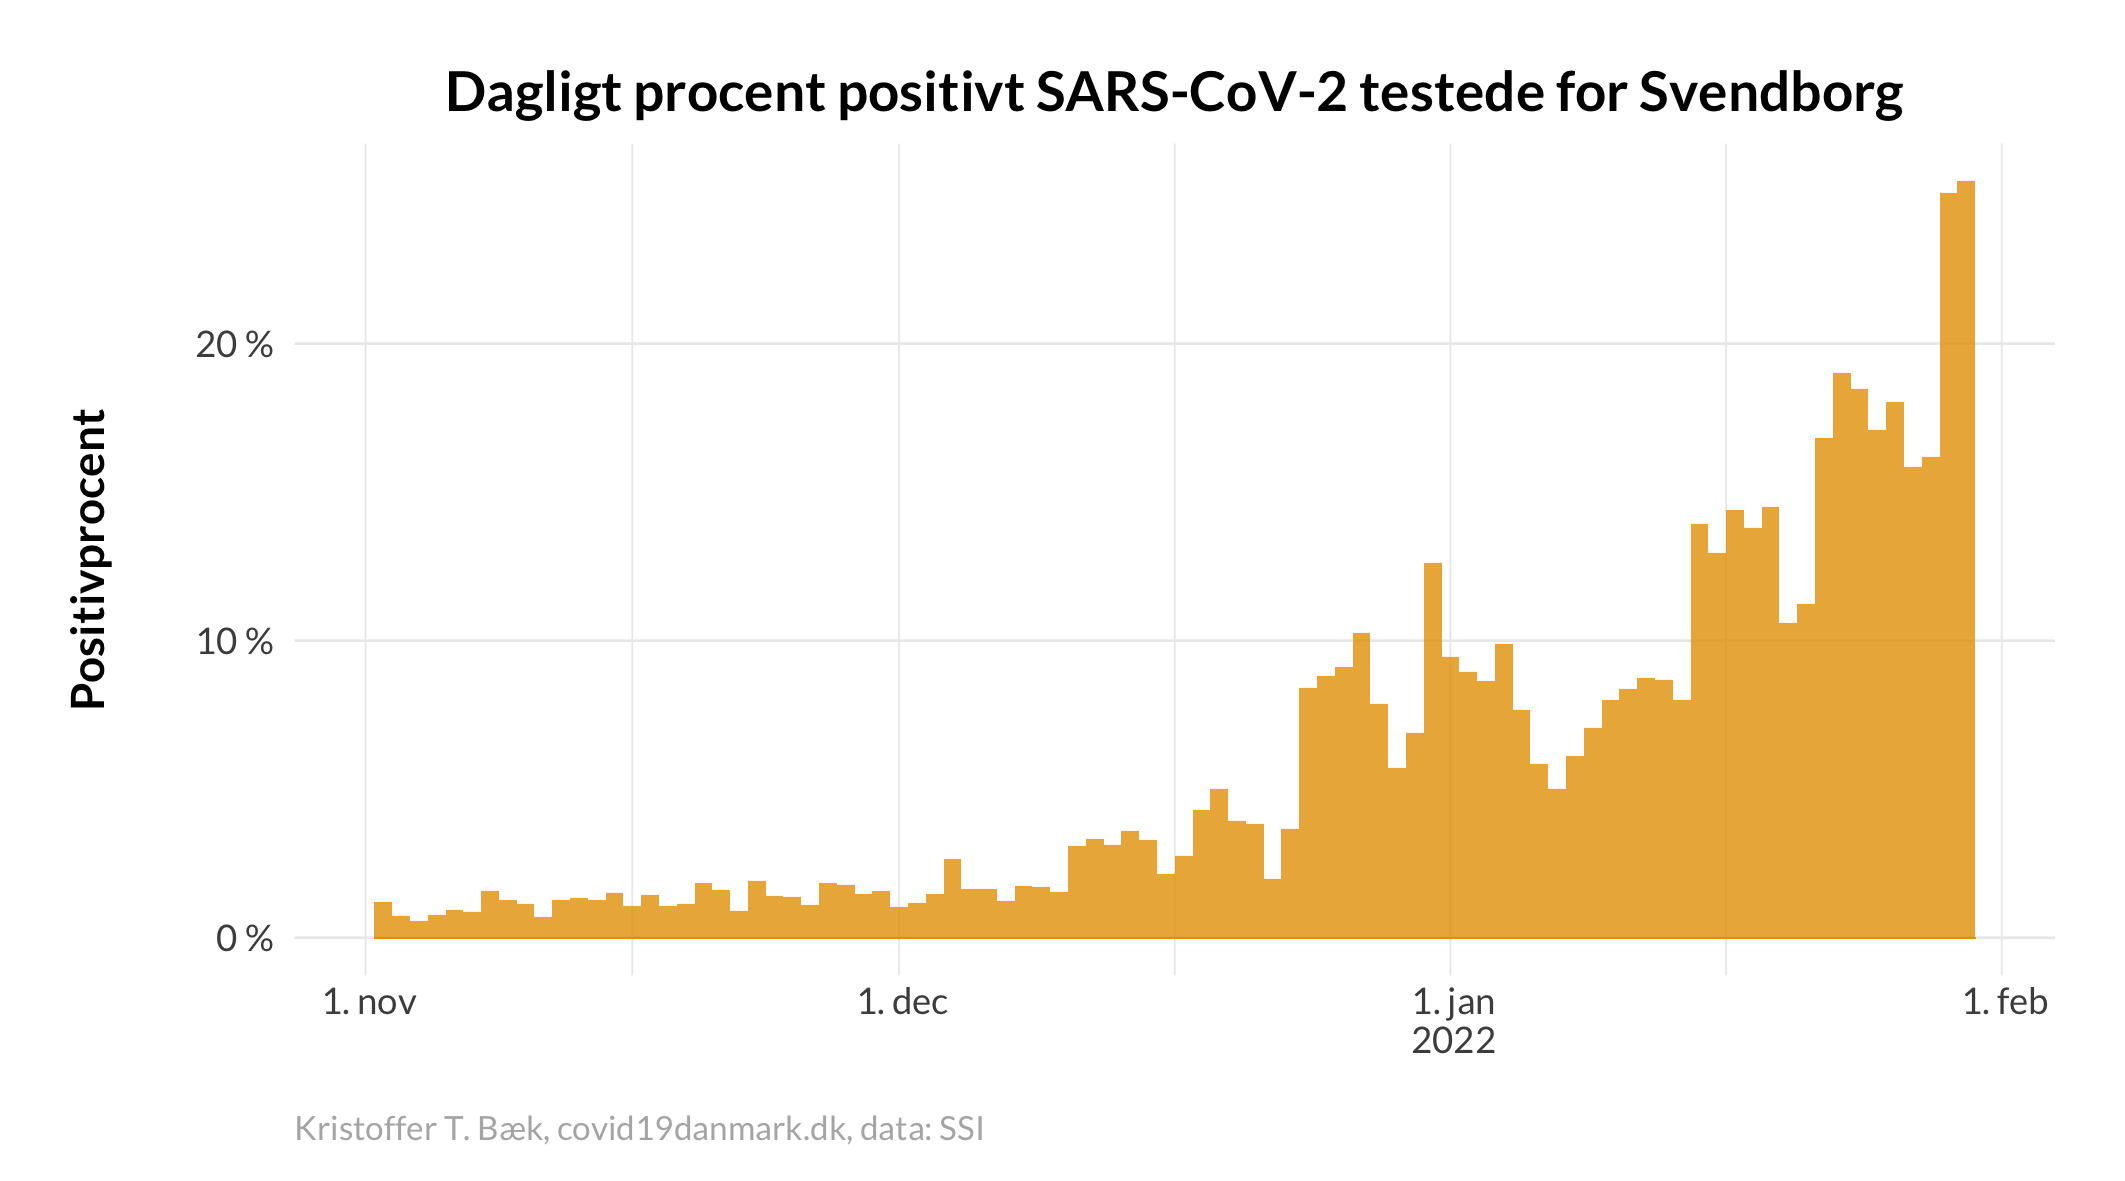 Dagligt procent positivt SARS-CoV-2 testede for Svendborg
Positivprocent
20 %
10 %
0 %
1. nov
1. dec
1. jan
2022
1. feb
Kristoffer T. Bæk, covid19danmark.dk, data: SSI